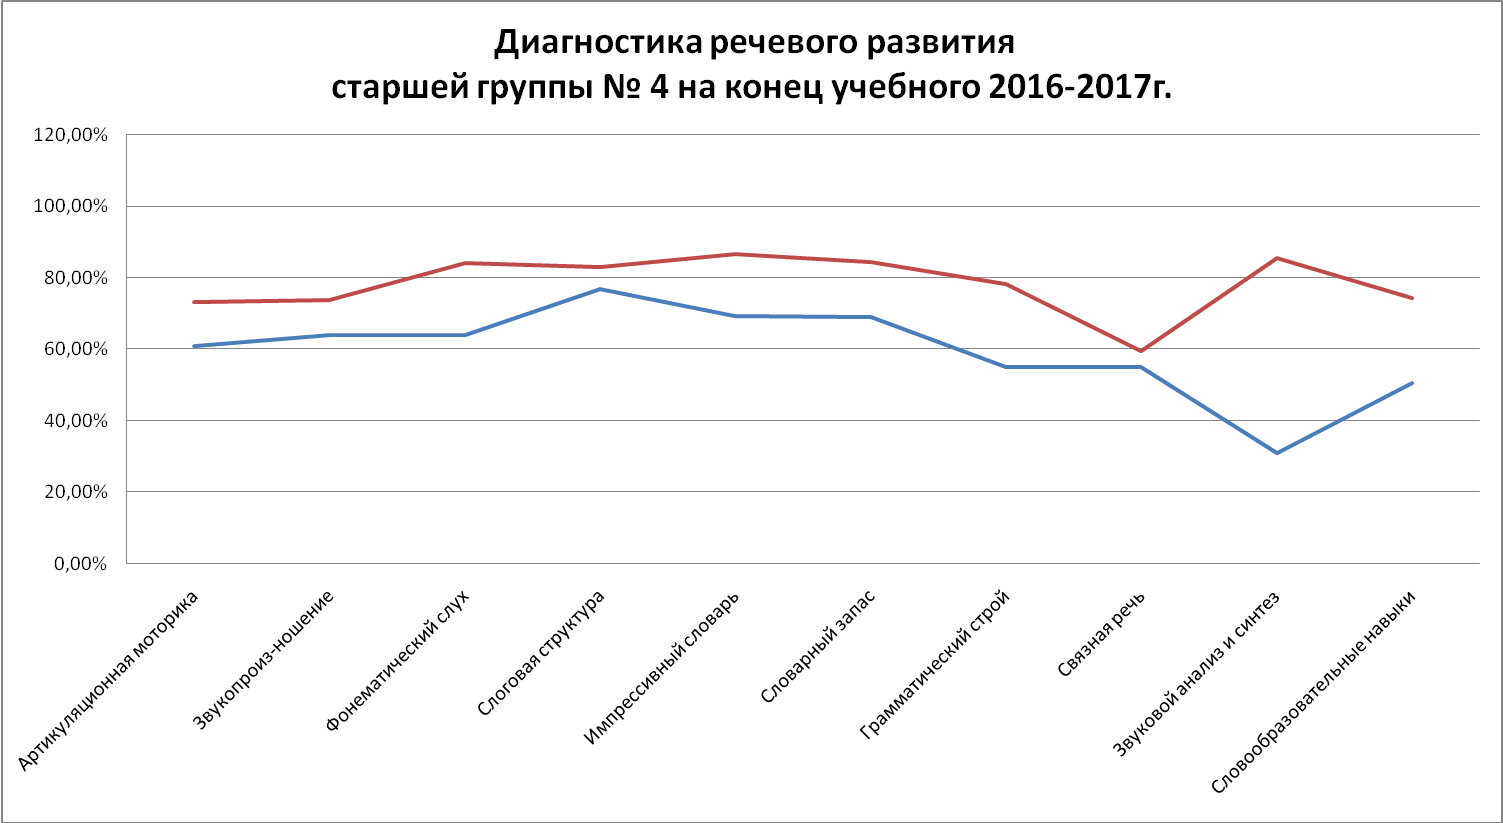 Диагностика речевого развития
старшей группы № 4 на конец учебного 2016-2017г.
120,00%
100,00%
80,00%
60,00%
40,00%
20,00%
0,00%
Артикуляционная моторика
Звукопроиз-ношение
Фонематический слух
Слоговая структура
Импрессивный словарь
Словарный запас
Грамматический строй
Связная речь
Звуковой анализ и синтез
Словообразовательные навыки